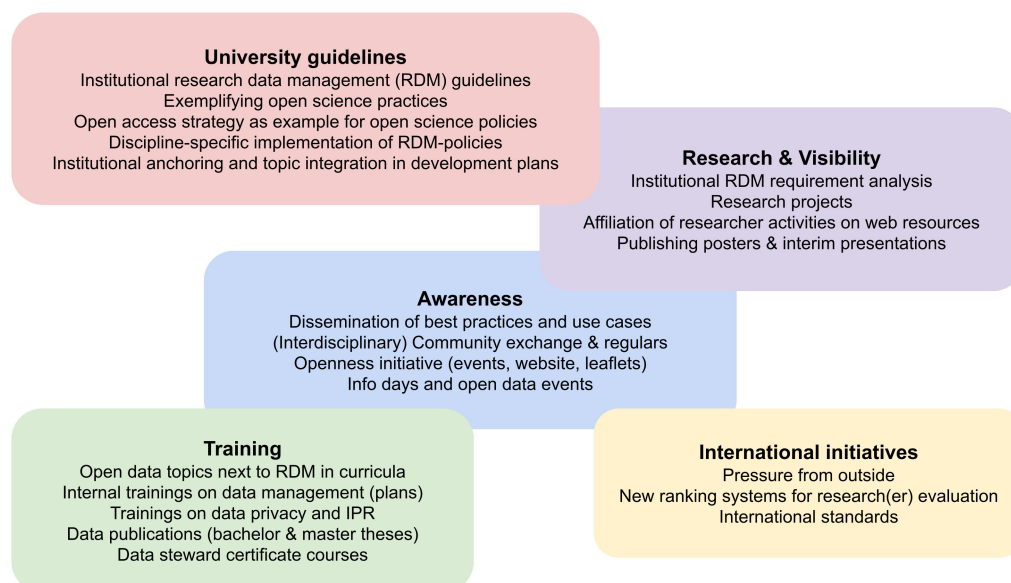 University guidelines
Institutional research data management (RDM) guidelines
Exemplifying open science practices
Open access strategy as example for open science policies
Discipline-specific implementation of RDM-policies
Institutional anchoring and topic integration in development plans
Research & Visibility
Institutional RDM requirement analysis
Research projects
Affiliation of researcher activities on web resources
Publishing posters & interim presentations
Awareness
Dissemination of best practices and use cases
(Interdisciplinary) Community exchange & regulars
Openness initiative (events, website, leaflets)
Info days and open data events
Training
Open data topics next to RDM in curricula
Internal trainings on data management (plans)
Trainings on data privacy and IPR
Data publications (bachelor & master theses)
Data steward certificate courses
International initiatives
Pressure from outside
New ranking systems for research(er) evaluation
International standards